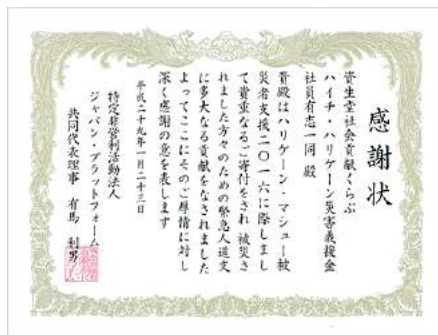 感謝状
資生堂社会貢献くらぶ
ハイチ・ハリケーン災害義援金
社員有志一同 殿
貴殿はハリケーン・マシュー被
災者支援二〇一六に際しまし
て貴重なご寄付をされ 被災さ
れました方々のための緊急人道支
に多大なる貢献をなされました
よってここにそのご厚情に対し
深く感謝の意を表します
平成二十九年一月二十三日
特定非営利活動法人
ジャパン・プラットフォーム
共同代表理事 有馬 利男